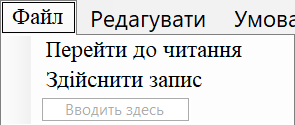 Файл Редагувати Умова
Перейти до читання
Здійснити запис
Вводить здесь